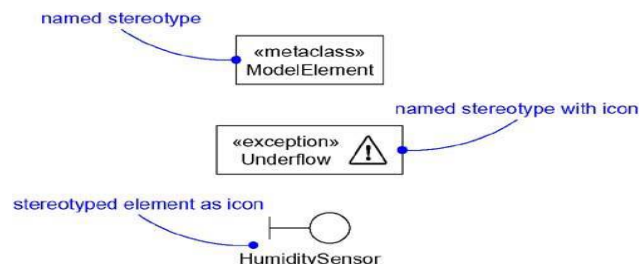 named stereotype
«metaclass»
ModelElement
named stereotype with icon
«exception»
Underflow
stereotyped element as icon
HumiditySensor